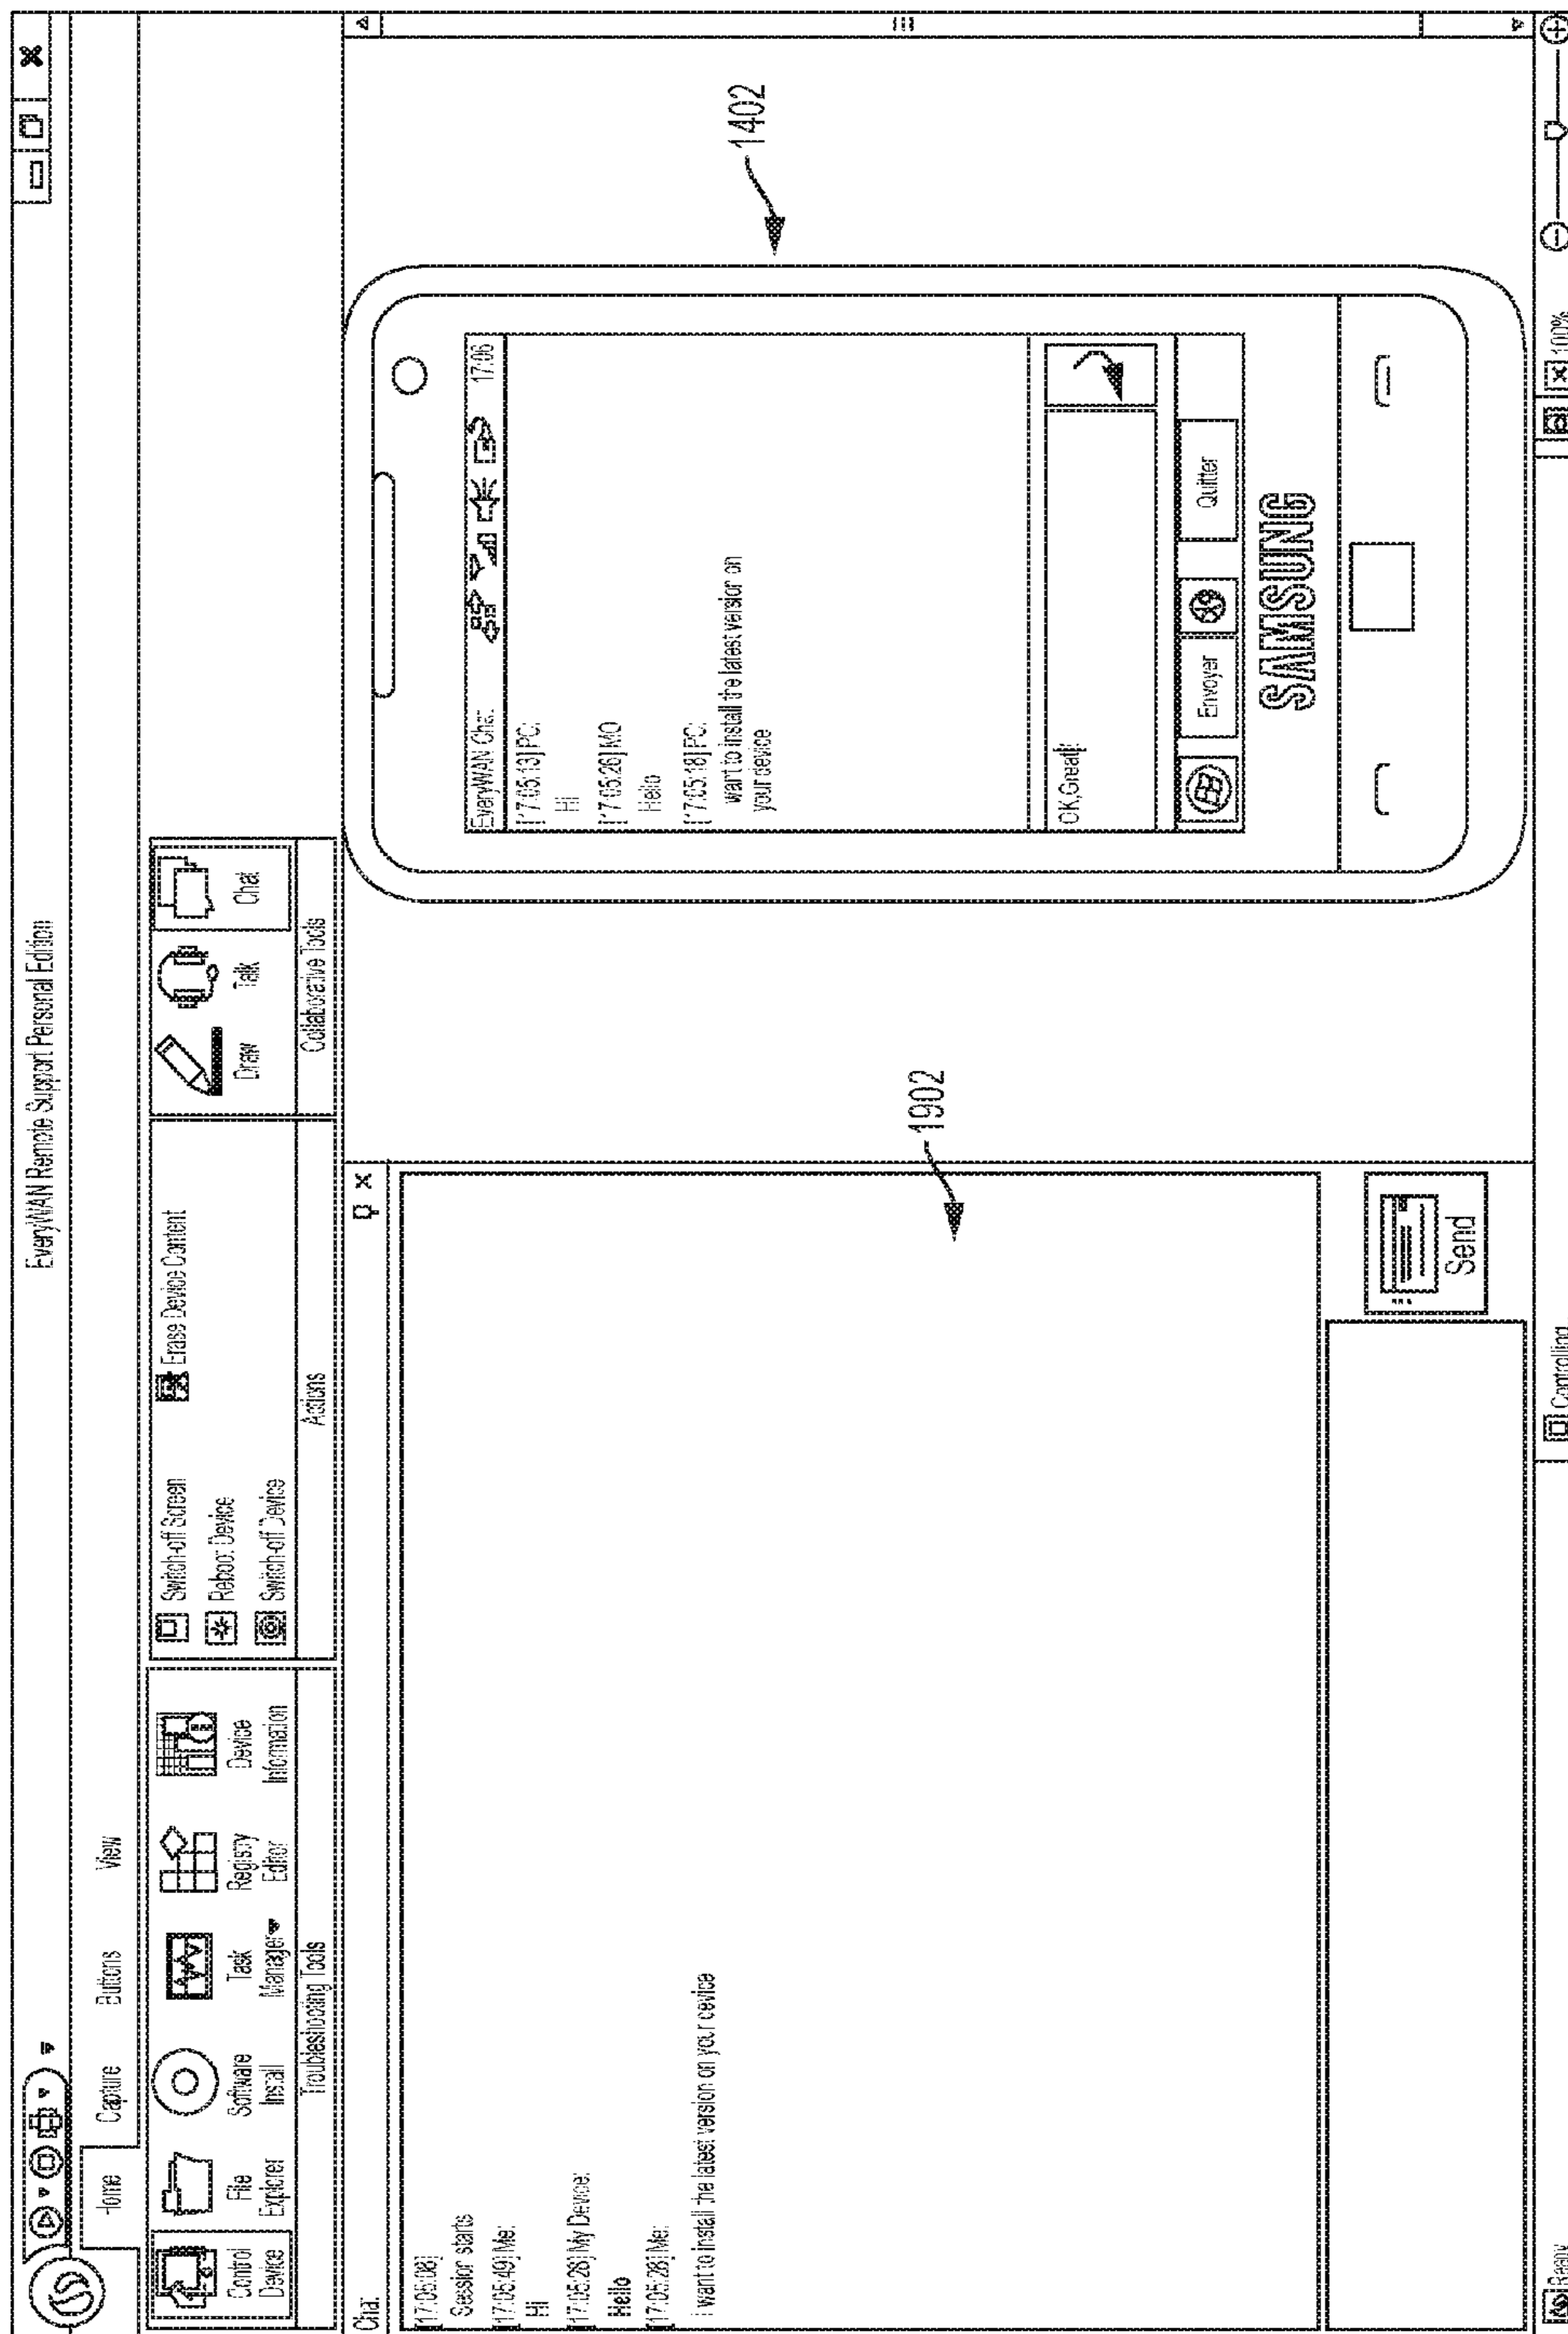 EveryWAN Remote Support Personal Edition
Home Capture Buttons View
Control Device
File Explorer
Software Install
Task Manager
Registry Editor
Device Information
Troubleshooting Tools
Switch-off Screen
Reboot Device
Switch-off Device
Erase Device Content
Actions
Draw
Talk
Chat
Collaborative Tools
Chat
[17:05:08]
Session starts
[17:05:49] Me:
Hi
[17:05:26] My Device:
Hello
[17:05:28] Me:
I want to install the latest version on your device
1902
Send
1402
EveryWAN Chat 17:06
[17:05:13] PC:
Hi
[17:05:26] MO
Hello
[17:05:18] PC:
want to install the latest version on
your device
OK,Great!
Envoyer
Quitter
SAMSUNG
Ready
Controlling
100%